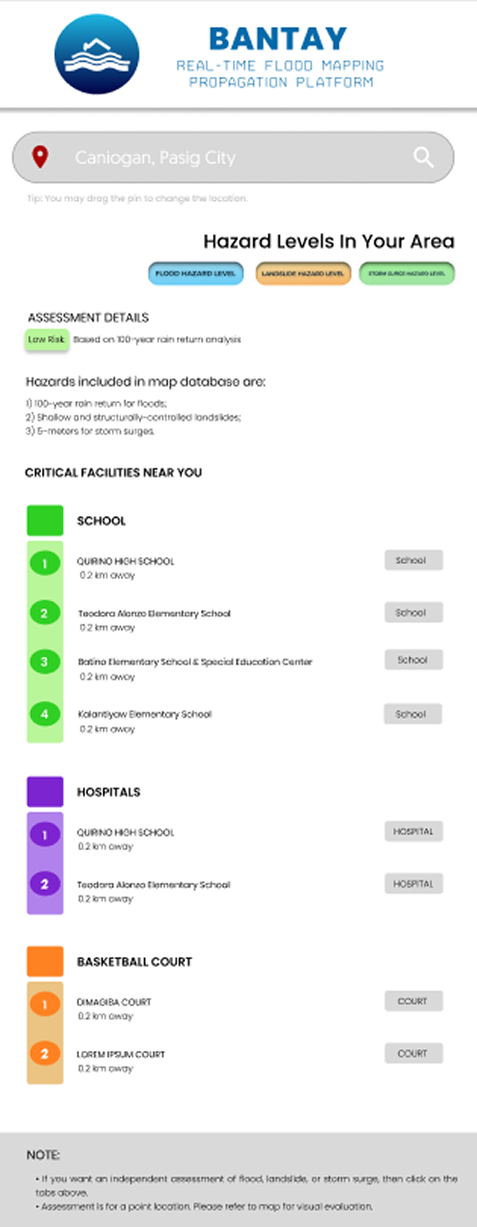 BANTAY
REAL-TIME FLOOD MAPPING
PROPAGATION PLATFORM
Caniogan, Pasig City
Tip: You may drag the pin to change the location.
Hazard Levels In Your Area
FLOOD HAZARD LEVEL
LANDSLIDE HAZARD LEVEL
STORM SURGE HAZARD LEVEL
ASSESSMENT DETAILS
Low Risk Based on 100-year rain return analysis
Hazards included in map database are:
1) 100-year rain return for floods;
2) Shallow and structurally-controlled landslides;
3) 5-meters for storm surges.
CRITICAL FACILITIES NEAR YOU
SCHOOL
1 QUIRINO HIGH SCHOOL School
0.2 km away
2 Teodora Alonzo Elementary School School
0.2 km away
3 Batino Elementary School & Special Education Center School
0.2 km away
4 Kalantiyaw Elementary School School
0.2 km away
HOSPITALS
1 QUIRINO HIGH SCHOOL HOSPITAL
0.2 km away
2 Teodora Alonzo Elementary School HOSPITAL
0.2 km away
BASKETBALL COURT
1 DIMAGIBA COURT COURT
0.2 km away
2 LOREM IPSUM COURT COURT
0.2 km away
NOTE:
• If you want an independent assessment of flood, landslide, or storm surge, then click on the
tabs above.
• Assessment is for a point location. Please refer to map for visual evaluation.